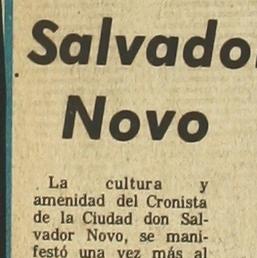 Salvado
Novo
La cultura y
amenidad del Cronista
de la Ciudad don Sal-
vador Novo, se mani-
festó una vez más al